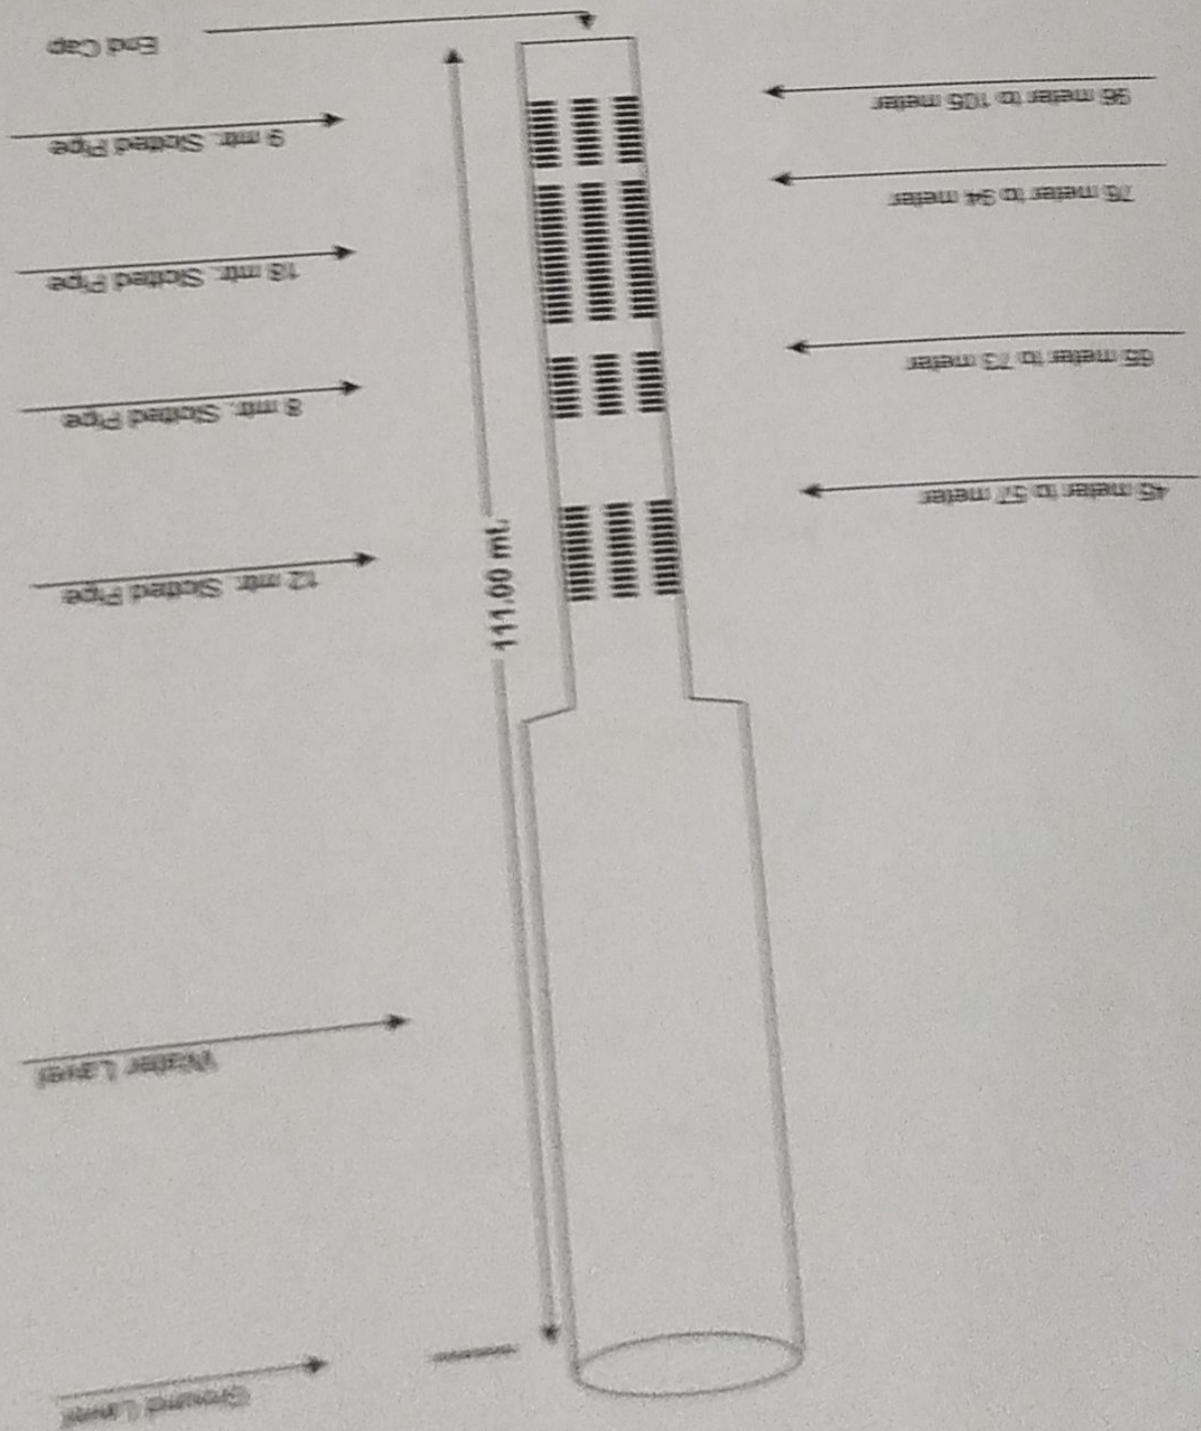 Ground Level
Water Level
45 meter to 57 meter
12 mtr. Slotted Pipe
111.00 mt.
65 meter to 73 meter
8 mtr. Slotted Pipe
76 meter to 94 meter
18 mtr. Slotted Pipe
96 meter to 105 meter
9 mtr. Slotted Pipe
End Cap